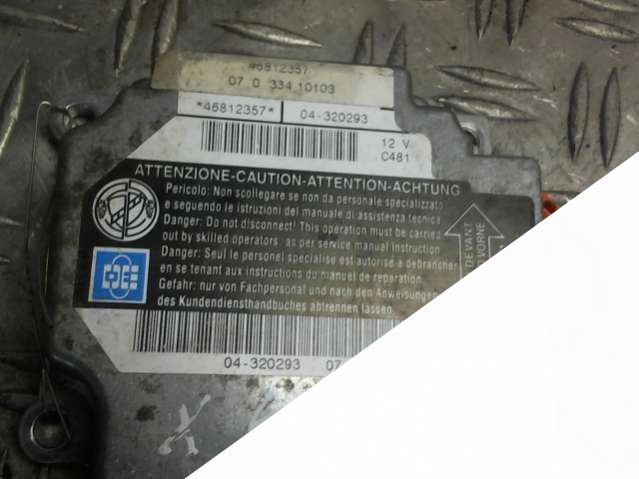 46812357
07 0 334 10103
*46812357* 04-320293
12 V
C481
ATTENZIONE-CAUTION-ATTENTION-ACHTUNG
Pericolo: Non scollegare se non da personale specializzato
e seguendo le istruzioni del manuale di assistenza tecnica
Danger: Do not disconnect! This operation must be carried
out by skilled operators, as per service manual instruction
Danger: Seul le personel specialise est autorise a debrancher
en se tenant aux instructions du manuel de reparation
Gefahr: nur von Fachpersonal und nach den Anweisungen
des Kundendiensthandbuches abtrennen lassen.
DEVANT
VORNE
04-320293 07